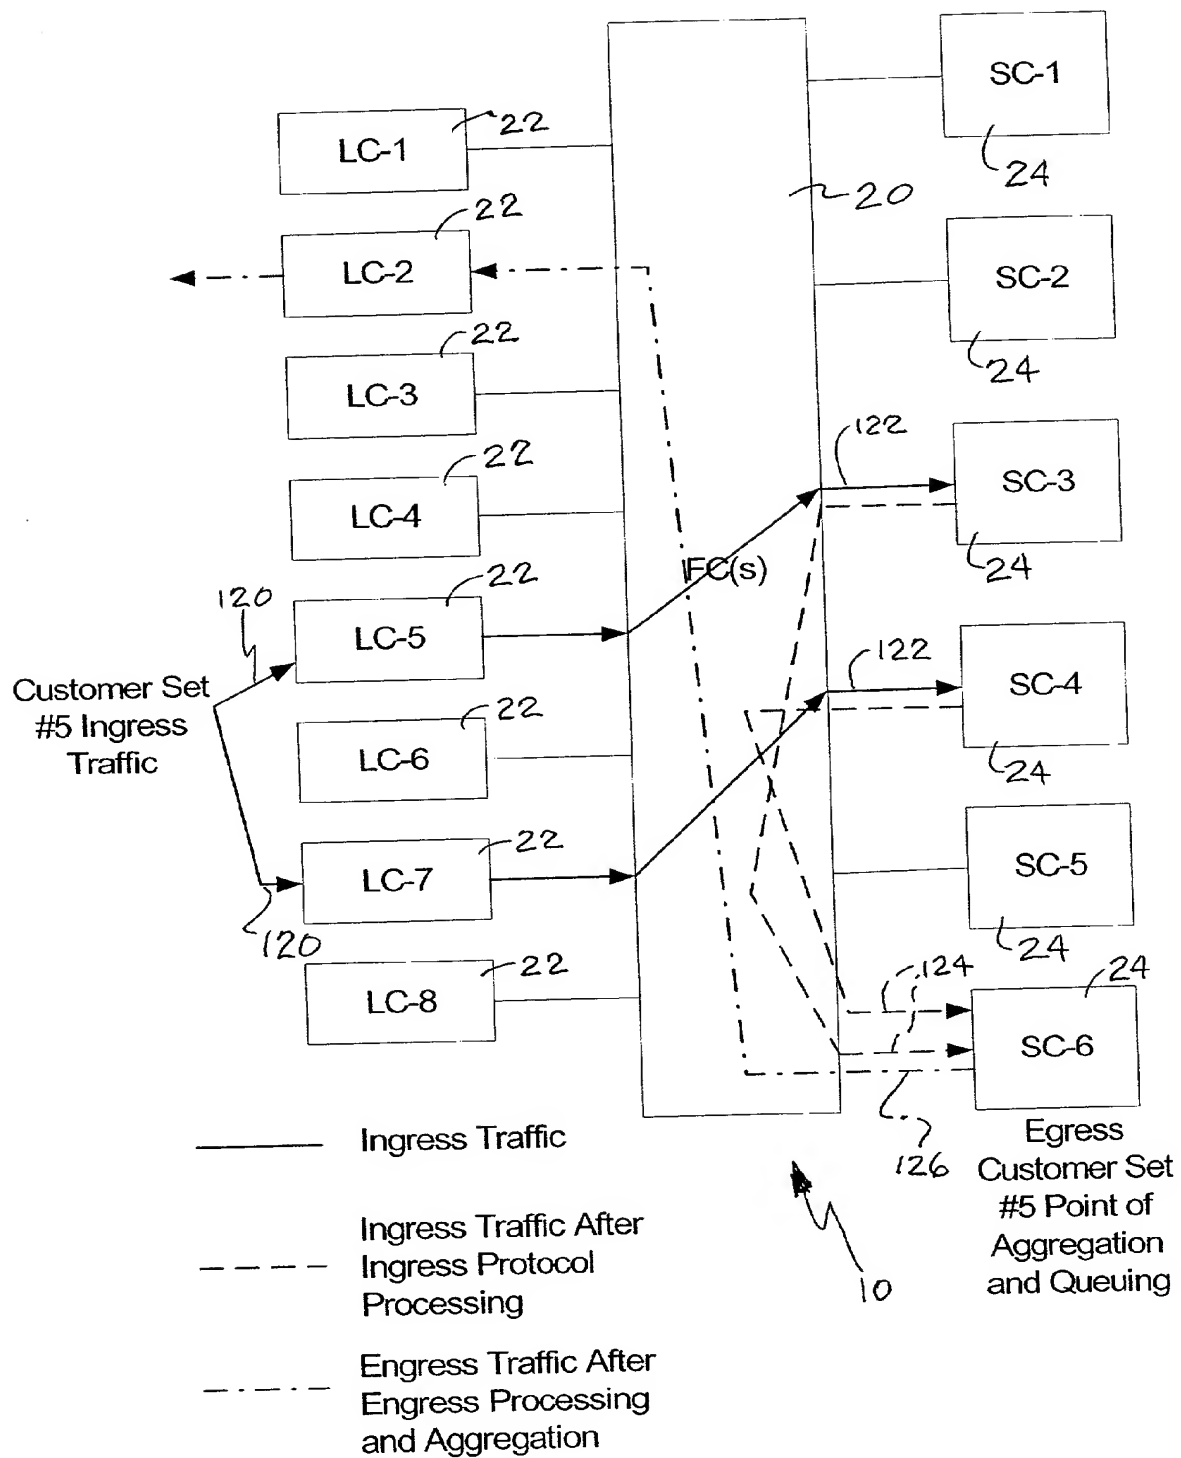 SC-1
24
22
LC-1
20
22
LC-2
SC-2
24
22
LC-3
122
SC-3
24
22
LC-4
FC(s)
120
22
LC-5
122
SC-4
24
Customer Set
#5 Ingress
Traffic
22
LC-6
22
LC-7
120
SC-5
24
22
LC-8
124
24
SC-6
126
Egress
Customer Set
#5 Point of
Aggregation
and Queuing
10
Ingress Traffic
Ingress Traffic After
Ingress Protocol
Processing
Engress Traffic After
Engress Processing
and Aggregation